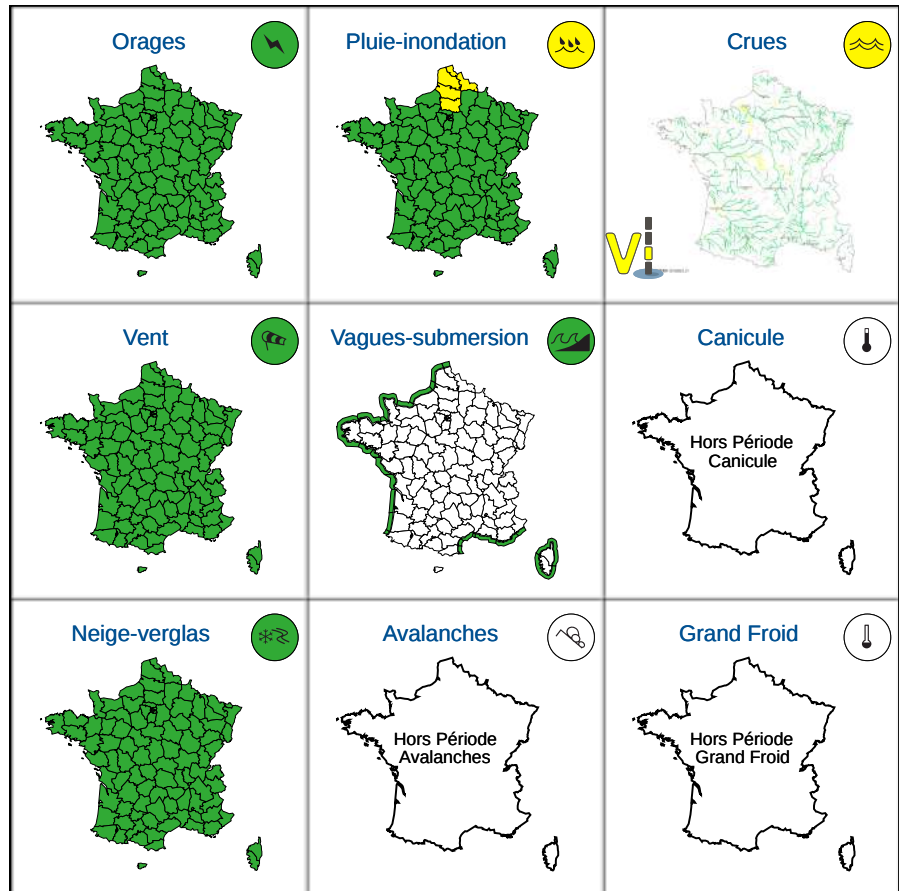 Orages
Pluie-inondation
Crues
Vi
Vent
Vagues-submersion
Canicule
Hors Période
Canicule
Neige-verglas
Avalanches
Grand Froid
Hors Période
Avalanches
Hors Période
Grand Froid